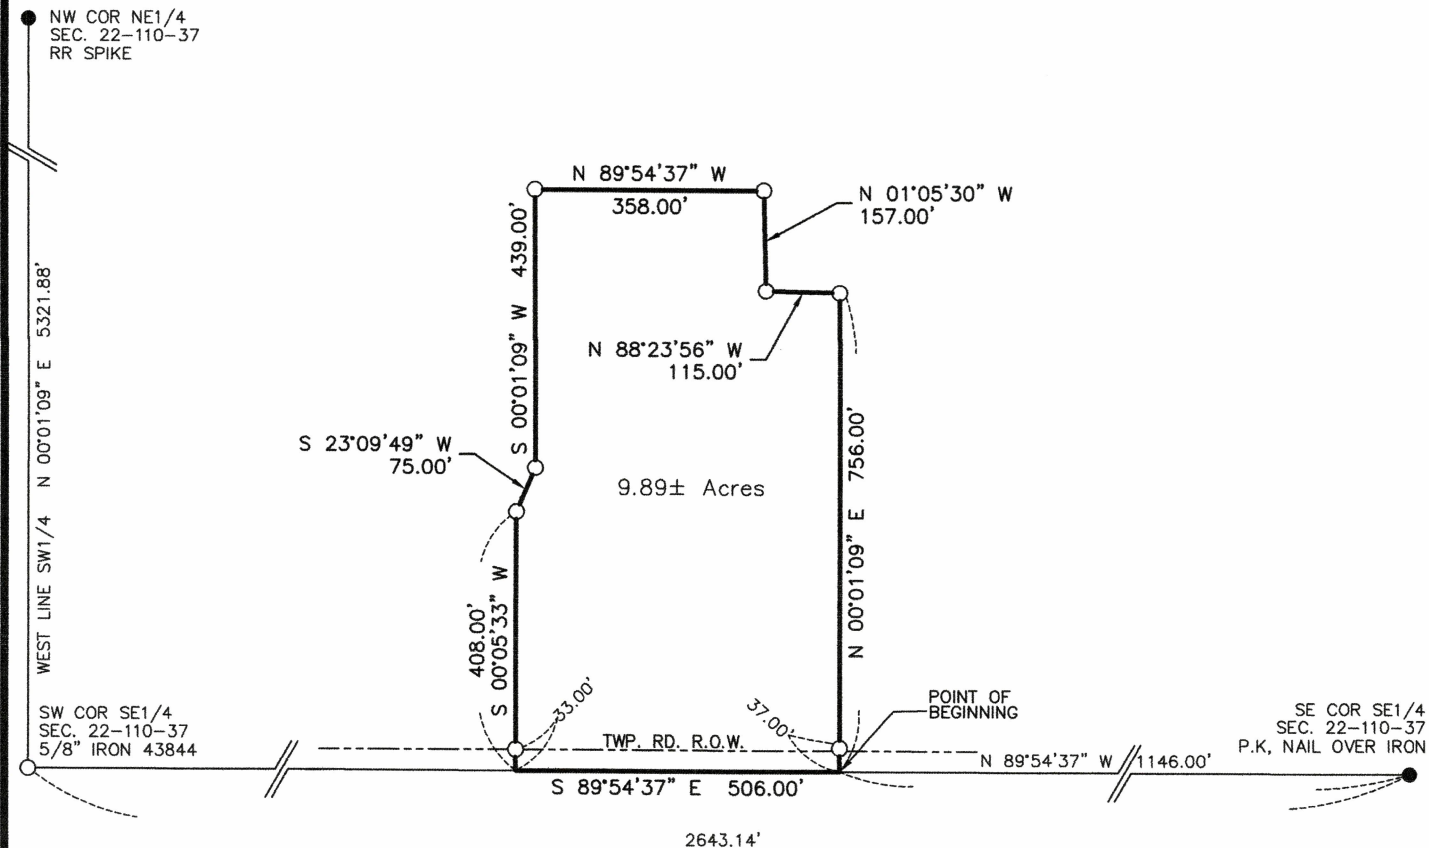 NW COR NE1/4
SEC. 22-110-37
RR SPIKE
N 89°54'37" W
358.00'
N 01°05'30" W
157.00'
S 00°01'09" W 439.00'
N 88°23'56" W
115.00'
WEST LINE SW1/4 N 00°01'09" E 5321.88'
S 23°09'49" W
75.00'
9.89± Acres
N 00°01'09" E 756.00'
408.00'
S 00°05'33" W
33.00'
37.00'
POINT OF
BEGINNING
SW COR SE1/4
SEC. 22-110-37
5/8" IRON 43844
SE COR SE1/4
SEC. 22-110-37
P.K, NAIL OVER IRON
TWP. RD. R.O.W.
N 89°54'37" W 1146.00'
S 89°54'37" E 506.00'
2643.14'